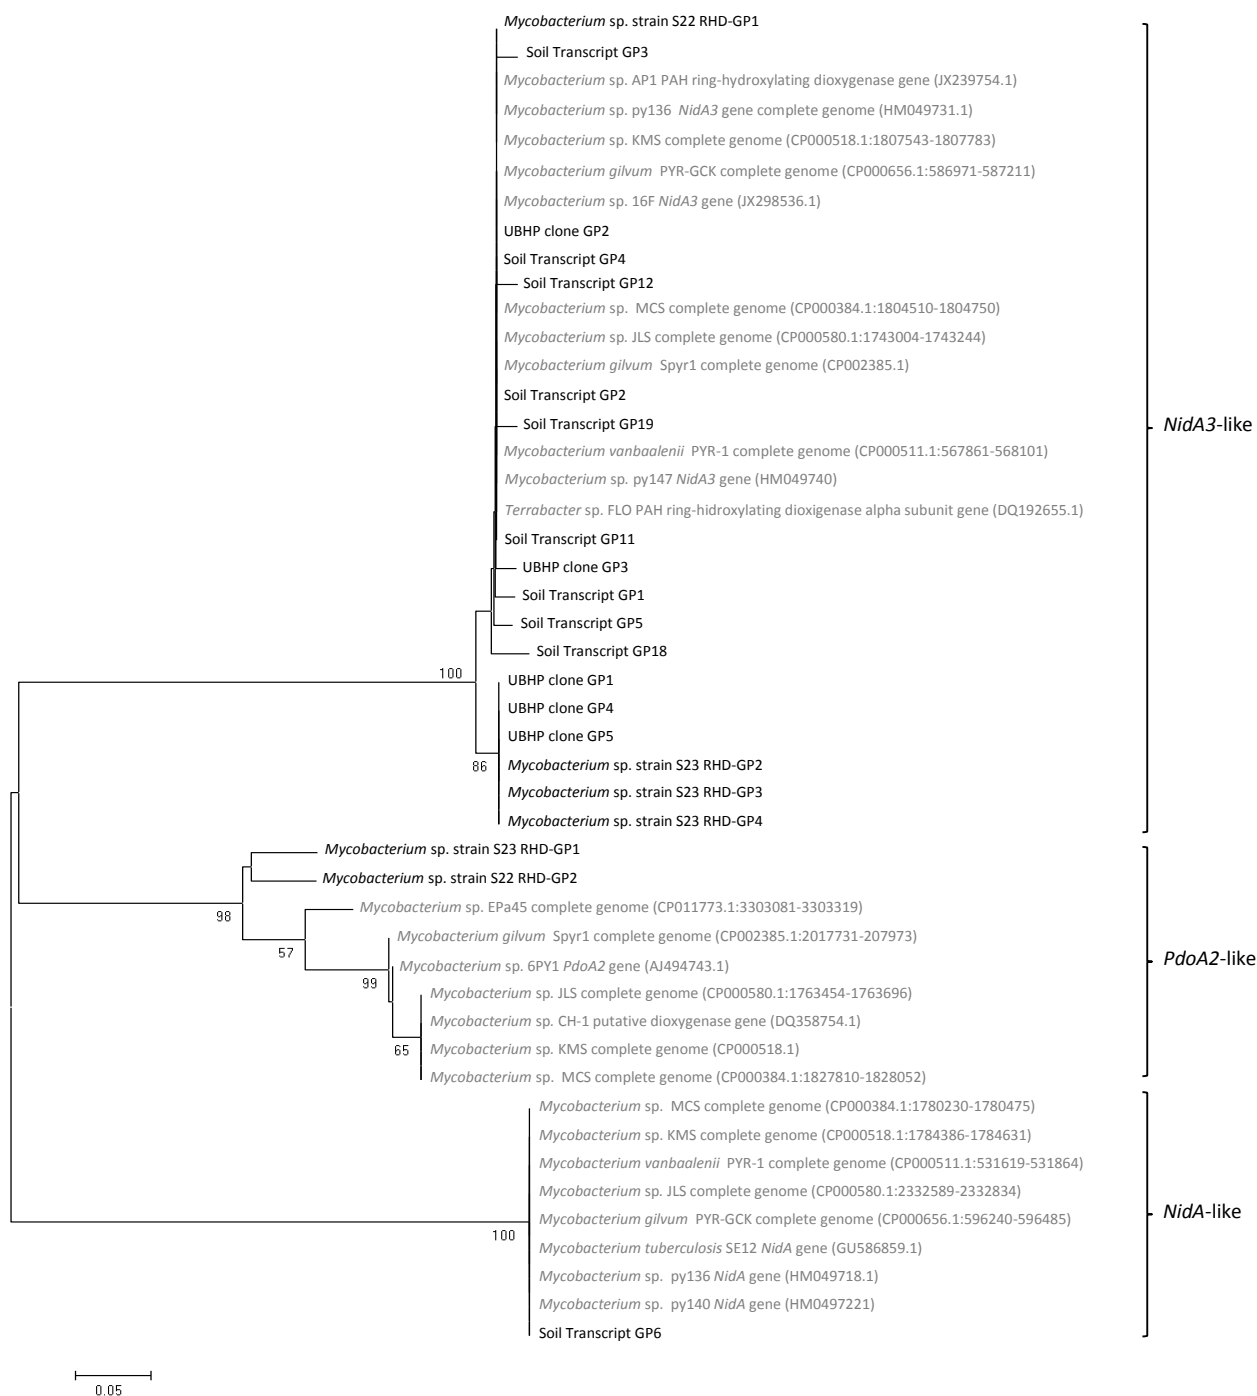 Mycobacterium sp. strain S22 RHD-GP1
Soil Transcript GP3
Mycobacterium sp. AP1 PAH ring-hydroxylating dioxygenase gene (JX239754.1)
Mycobacterium sp. py136 NidA3 gene complete genome (HM049731.1)
Mycobacterium sp. KMS complete genome (CP000518.1:1807543-1807783)
Mycobacterium gilvum PYR-GCK complete genome (CP000656.1:586971-587211)
Mycobacterium sp. 16F NidA3 gene (JX298536.1)
UBHP clone GP2
Soil Transcript GP4
Soil Transcript GP12
Mycobacterium sp. MCS complete genome (CP000384.1:1804510-1804750)
Mycobacterium sp. JLS complete genome (CP000580.1:1743004-1743244)
Mycobacterium gilvum Spyr1 complete genome (CP002385.1)
Soil Transcript GP2
Soil Transcript GP19
NidA3-like
Mycobacterium vanbaalenii PYR-1 complete genome (CP000511.1:567861-568101)
Mycobacterium sp. py147 NidA3 gene (HM049740)
Terrabacter sp. FLO PAH ring-hidroxylating dioxigenase alpha subunit gene (DQ192655.1)
Soil Transcript GP11
UBHP clone GP3
Soil Transcript GP1
Soil Transcript GP5
Soil Transcript GP18
100
UBHP clone GP1
UBHP clone GP4
UBHP clone GP5
86
Mycobacterium sp. strain S23 RHD-GP2
Mycobacterium sp. strain S23 RHD-GP3
Mycobacterium sp. strain S23 RHD-GP4
Mycobacterium sp. strain S23 RHD-GP1
Mycobacterium sp. strain S22 RHD-GP2
98
Mycobacterium sp. EPa45 complete genome (CP011773.1:3303081-3303319)
Mycobacterium gilvum Spyr1 complete genome (CP002385.1:2017731-207973)
57
PdoA2-like
Mycobacterium sp. 6PY1 PdoA2 gene (AJ494743.1)
99
Mycobacterium sp. JLS complete genome (CP000580.1:1763454-1763696)
Mycobacterium sp. CH-1 putative dioxygenase gene (DQ358754.1)
Mycobacterium sp. KMS complete genome (CP000518.1)
65
Mycobacterium sp. MCS complete genome (CP000384.1:1827810-1828052)
Mycobacterium sp. MCS complete genome (CP000384.1:1780230-1780475)
Mycobacterium sp. KMS complete genome (CP000518.1:1784386-1784631)
Mycobacterium vanbaalenii PYR-1 complete genome (CP000511.1:531619-531864)
Mycobacterium sp. JLS complete genome (CP000580.1:2332589-2332834)
NidA-like
Mycobacterium gilvum PYR-GCK complete genome (CP000656.1:596240-596485)
100
Mycobacterium tuberculosis SE12 NidA gene (GU586859.1)
Mycobacterium sp. py136 NidA gene (HM049718.1)
Mycobacterium sp. py140 NidA gene (HM0497221)
Soil Transcript GP6
0.05